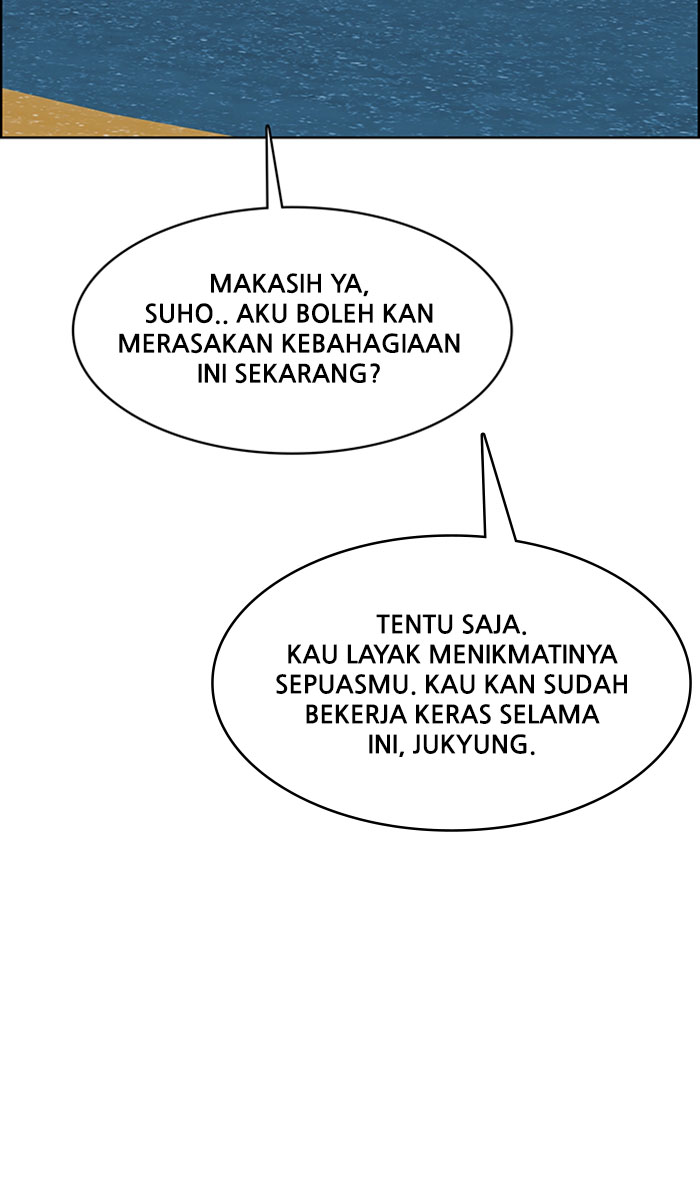 MAKASIH YA,
SUHO.. AKU BOLEH KAN
MERASAKAN KEBAHAGIAAN
INI SEKARANG?
TENTU SAJA.
KAU LAYAK MENIKMATINYA
SEPUASMU. KAU KAN SUDAH
BEKERJA KERAS SELAMA
INI, JUKYUNG.